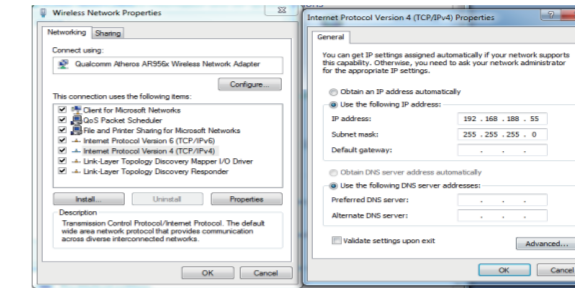 Wireless Network Properties
Networking Sharing
Connect using:
Qualcomm Atheros AR956x Wireless Network Adapter
Configure...
This connection uses the following items:
Client for Microsoft Networks
QoS Packet Scheduler
File and Printer Sharing for Microsoft Networks
Internet Protocol Version 6 (TCP/IPv6)
Internet Protocol Version 4 (TCP/IPv4)
Link-Layer Topology Discovery Mapper I/O Driver
Link-Layer Topology Discovery Responder
Install... Uninstall Properties
Description
Transmission Control Protocol/Internet Protocol. The default
wide area network protocol that provides communication
across diverse interconnected networks.
OK Cancel
Internet Protocol Version 4 (TCP/IPv4) Properties
General
You can get IP settings assigned automatically if your network supports
this capability. Otherwise, you need to ask your network administrator
for the appropriate IP settings.
Obtain an IP address automatically
Use the following IP address:
IP address: 192 . 168 . 188 . 55
Subnet mask: 255 . 255 . 255 . 0
Default gateway: . . .
Obtain DNS server address automatically
Use the following DNS server addresses:
Preferred DNS server: . . .
Alternate DNS server: . . .
Validate settings upon exit Advanced...
OK Cancel